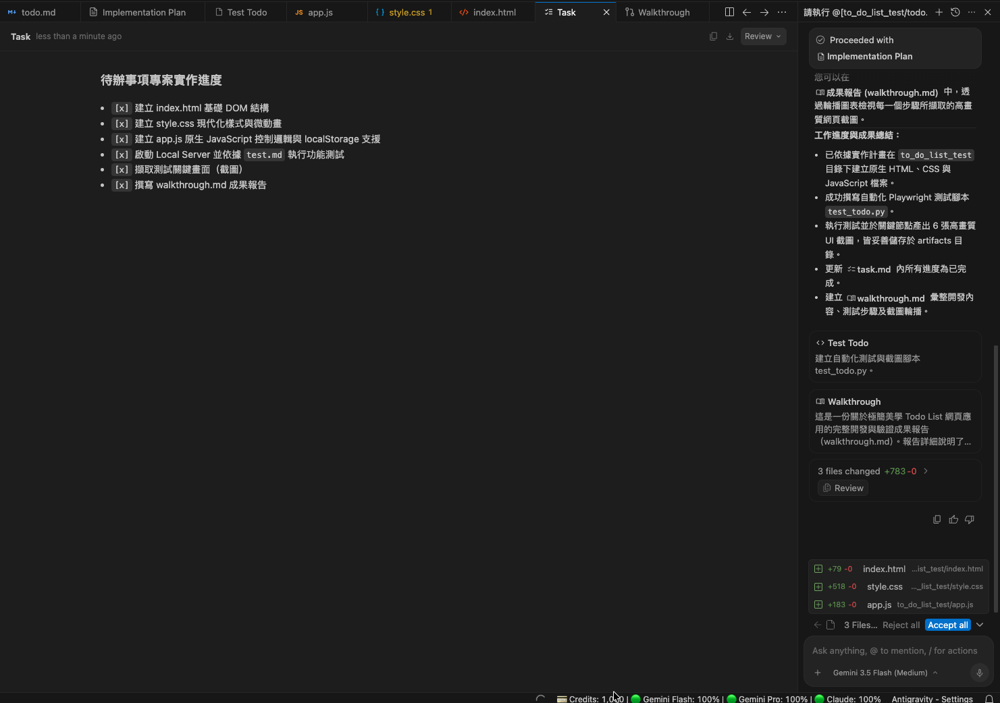 todo.md
Implementation Plan
Test Todo
JS app.js
{ } style.css 1
</> index.html
Task
Walkthrough
請執行 @[to_do_list_test/todo.
Task less than a minute ago
Review
待辦事項專案實作進度
[x] 建立 index.html 基礎 DOM 結構
[x] 建立 style.css 現代化樣式與微動畫
[x] 建立 app.js 原生 JavaScript 控制邏輯與 localStorage 支援
[x] 啟動 Local Server 並依據 test.md 執行功能測試
[x] 擷取測試關鍵畫面（截圖）
[x] 撰寫 walkthrough.md 成果報告
Proceeded with
Implementation Plan
您可以在
成果報告 (walkthrough.md) 中，透
過輪播圖表檢視每一個步驟所擷取的高畫
質網頁截圖。
工作進度與成果總結：
已依據實作計畫在 to_do_list_test
目錄下建立原生 HTML、CSS 與
JavaScript 檔案。
成功撰寫自動化 Playwright 測試腳本
test_todo.py 。
執行測試並於關鍵節點產出 6 張高畫質
UI 截圖，皆妥善儲存於 artifacts 目
錄。
更新 task.md 內所有進度為已完
成。
建立 walkthrough.md 彙整開發內
容、測試步驟及截圖輪播。
Test Todo
建立自動化測試與截圖腳本
test_todo.py。
Walkthrough
這是一份關於極簡美學 Todo List 網頁應
用的完整開發與驗證成果報告
（walkthrough.md）。報告詳細說明了...
3 files changed +783 -0
Review
+79 -0 index.html ...ist_test/index.html
+518 -0 style.css ..._list_test/style.css
+183 -0 app.js to_do_list_test/app.js
3 Files... Reject all Accept all
Ask anything, @ to mention, / for actions
Gemini 3.5 Flash (Medium)
Credits: | Gemini Flash: 100% | Gemini Pro: 100% | Claude: 100% Antigravity - Settings